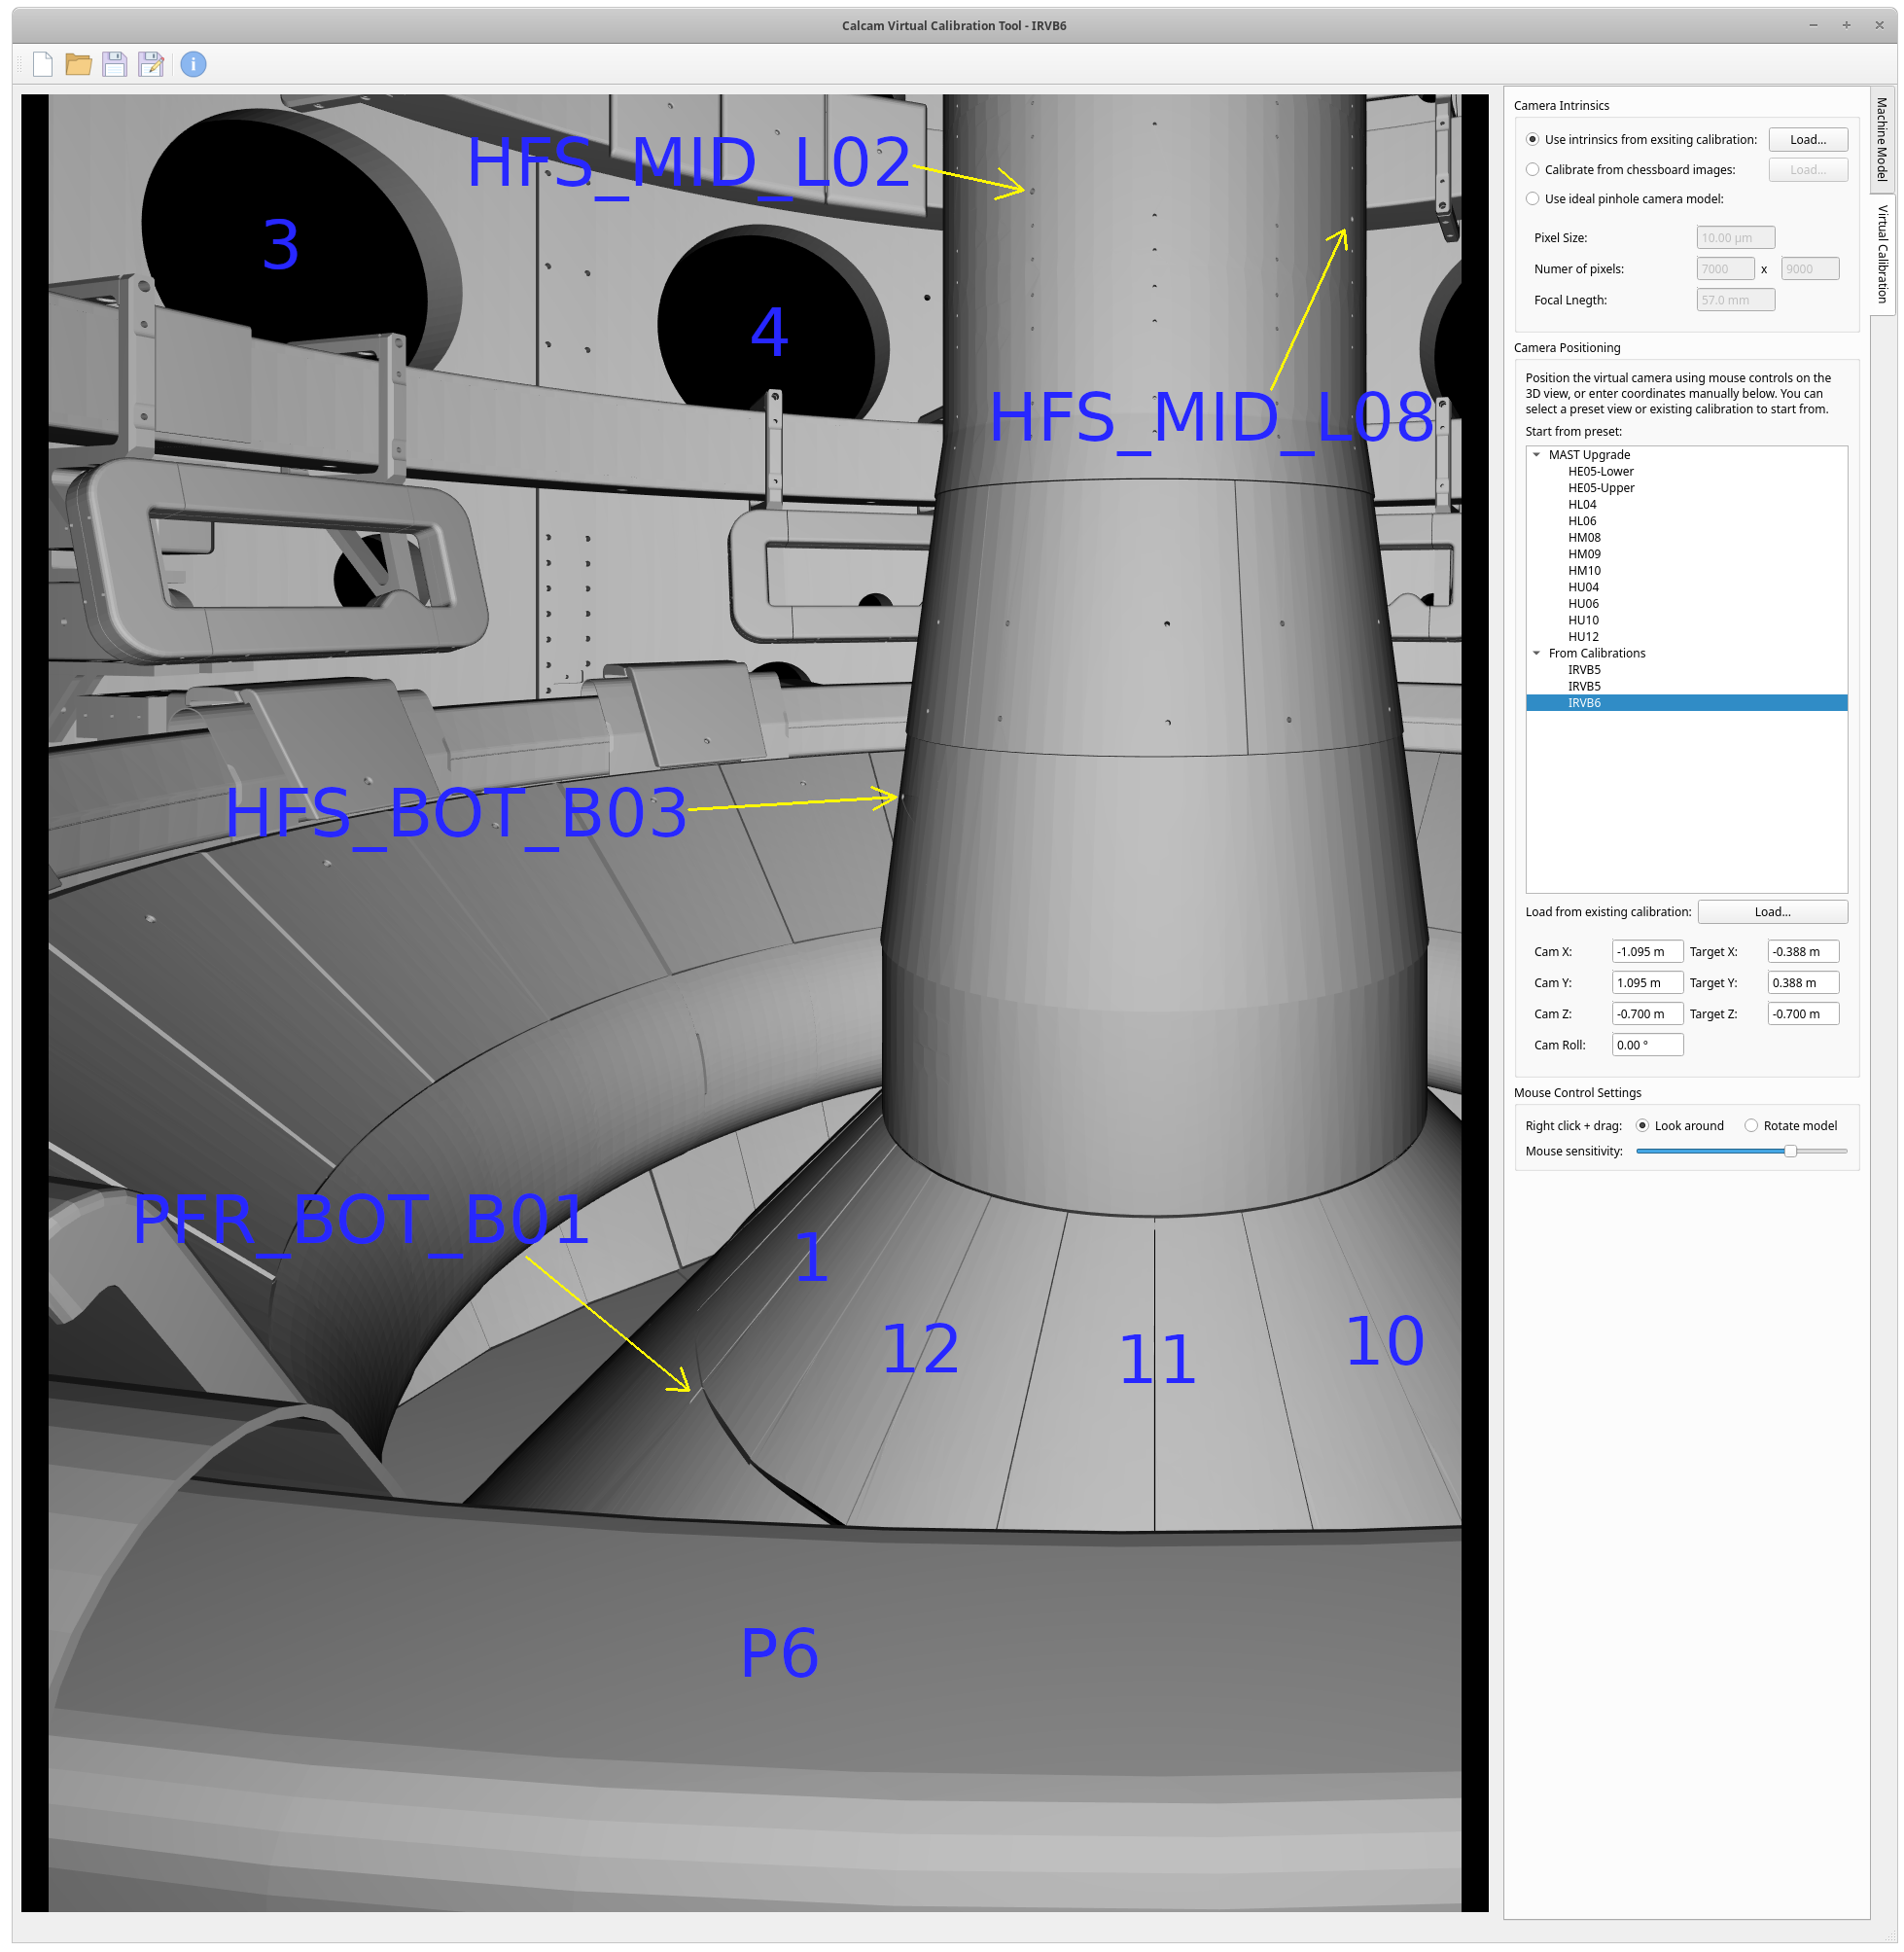 Calcam Virtual Calibration Tool - IRVB6
HFS_MID_L02
3
4
HFS_MID_L08
HFS_BOT_B03
PFR_BOT_B01
1
12
11
10
P6
Camera Intrinsics
Use intrinsics from exsiting calibration:
Load...
Calibrate from chessboard images:
Load...
Use ideal pinhole camera model:
Pixel Size:
10.00 µm
Numer of pixels:
7000
x
9000
Focal Lnegth:
57.0 mm
Camera Positioning
Position the virtual camera using mouse controls on the
3D view, or enter coordinates manually below. You can
select a preset view or existing calibration to start from.
Start from preset:
MAST Upgrade
HE05-Lower
HE05-Upper
HL04
HL06
HM08
HM09
HM10
HU04
HU06
HU10
HU12
From Calibrations
IRVB5
IRVB5
IRVB6
Load from existing calibration:
Load...
Cam X:
-1.095 m
Target X:
-0.388 m
Cam Y:
1.095 m
Target Y:
0.388 m
Cam Z:
-0.700 m
Target Z:
-0.700 m
Cam Roll:
0.00 °
Mouse Control Settings
Right click + drag:
Look around
Rotate model
Mouse sensitivity:
Machine Model
Virtual Calibration